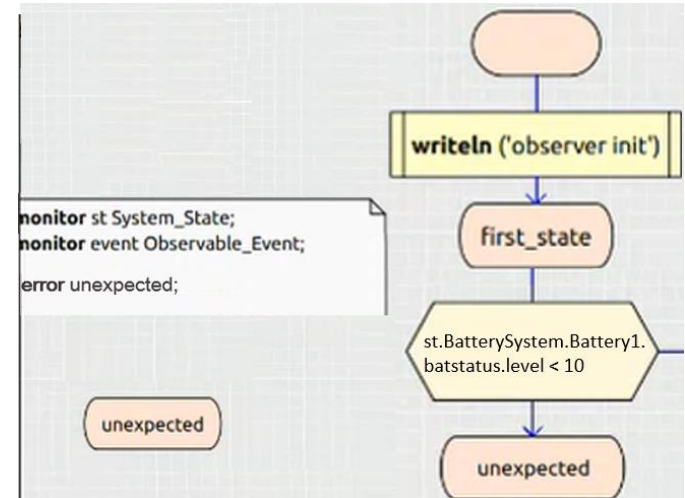 writeln ('observer init')
nonitor st System_State;
nonitor event Observable_Event;
error unexpected;
first_state
st.BatterySystem.Battery1.
batstatus.level < 10
unexpected
unexpected